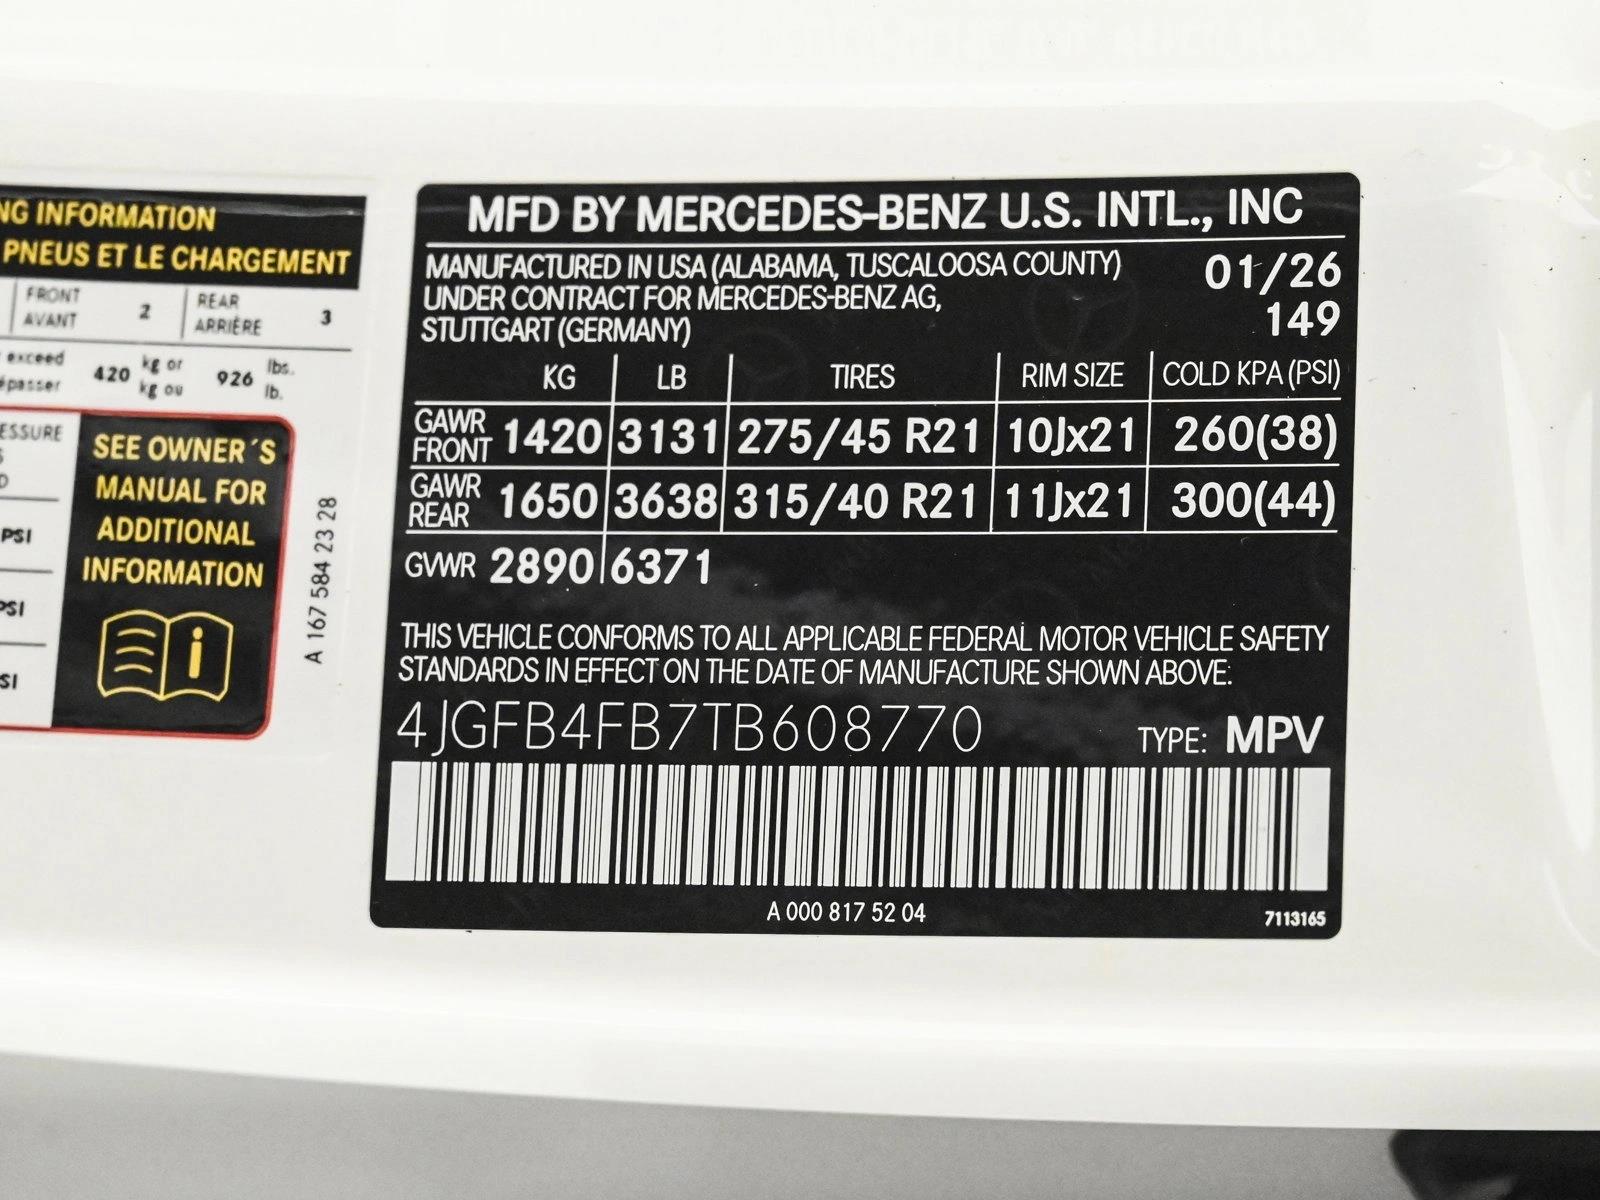 NG INFORMATION
PNEUS ET LE CHARGEMENT
FRONT
AVANT
2
REAR
ARRIÈRE
3
exceed
420 kg or 926 lbs.
kg ou lb.
PSI
PSI
SEE OWNER´S
MANUAL FOR
ADDITIONAL
INFORMATION
i
A 167 584 23 28
MFD BY MERCEDES-BENZ U.S. INTL., INC
MANUFACTURED IN USA (ALABAMA, TUSCALOOSA COUNTY) 01/26
UNDER CONTRACT FOR MERCEDES-BENZ AG,
STUTTGART (GERMANY) 149
KG LB TIRES RIM SIZE COLD KPA (PSI)
GAWR FRONT 1420 3131 275/45 R21 10Jx21 260(38)
GAWR REAR 1650 3638 315/40 R21 11Jx21 300(44)
GVWR 2890 6371
THIS VEHICLE CONFORMS TO ALL APPLICABLE FEDERAL MOTOR VEHICLE SAFETY
STANDARDS IN EFFECT ON THE DATE OF MANUFACTURE SHOWN ABOVE:
4JGFB4FB7TB608770 TYPE: MPV
A 000 817 52 04 7113165